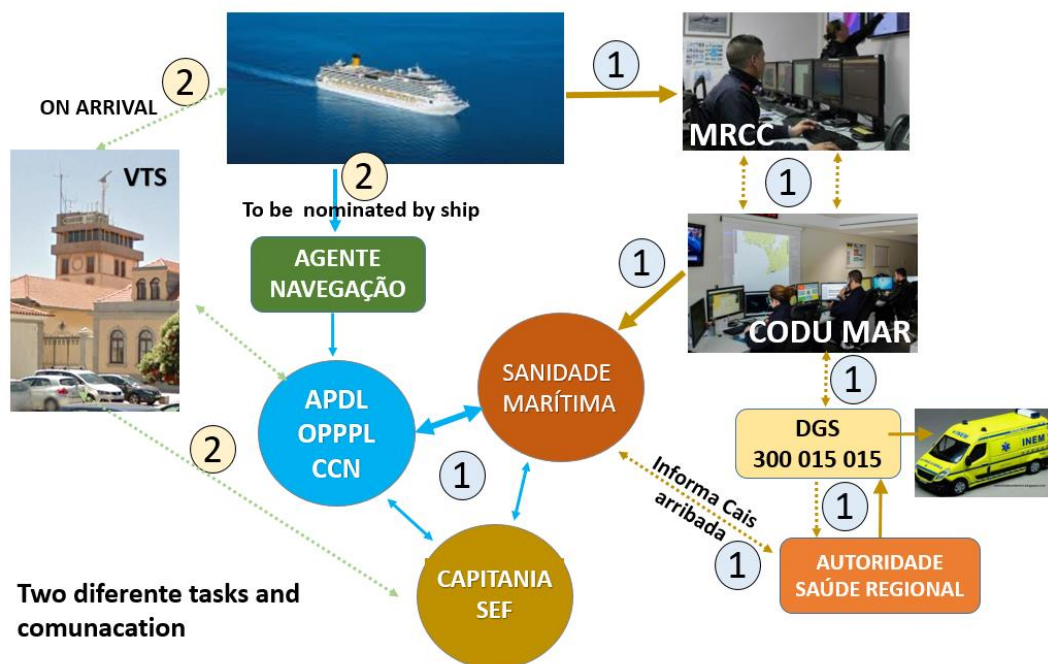 2
ON ARRIVAL
1
MRCC
VTS
2
1
To be nominated by ship
AGENTE
NAVEGAÇÃO
1
CODU MAR
SANIDADE
MARÍTIMA
1
APDL
OPPPL
CCN
DGS
300 015 015
INEM
2
1
Informa Cais
arribada
1
1
CAPITANIA
SEF
AUTORIDADE
SAÚDE REGIONAL
Two diferente tasks and
comunacation